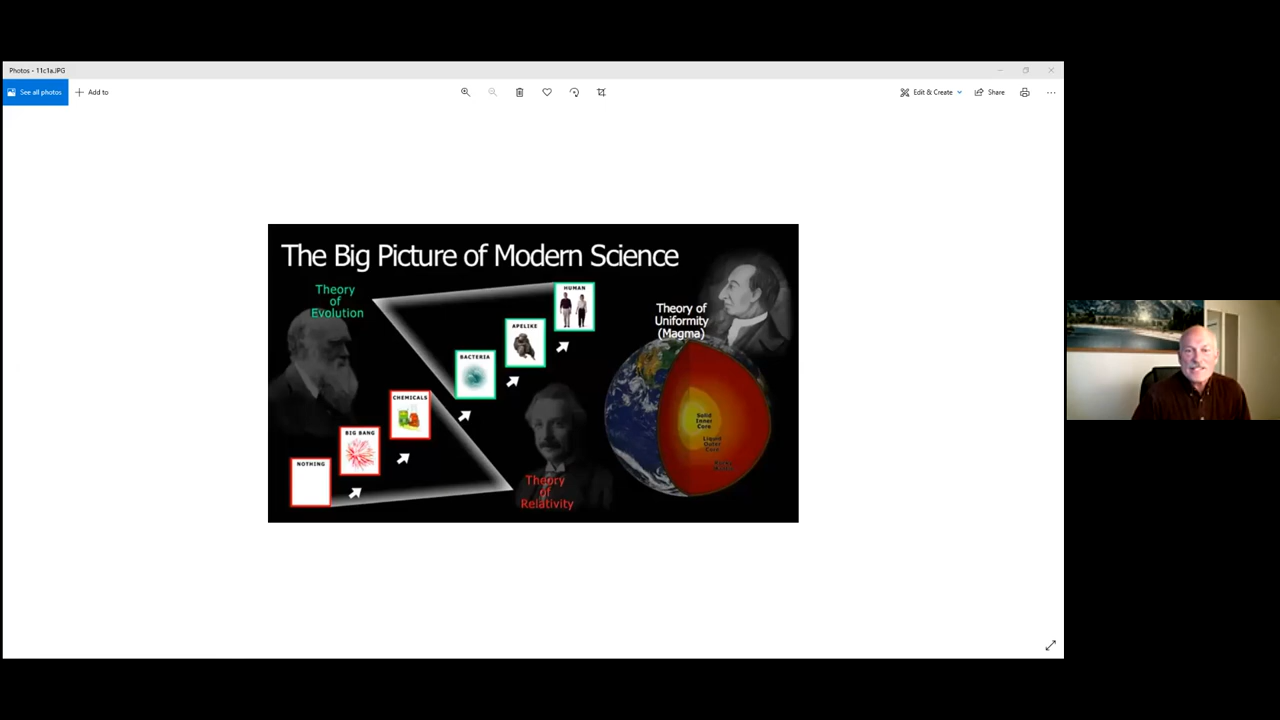 Photos - 11c1a.JPG
See all photos
Add to
Edit & Create
Share
The Big Picture of Modern Science
Theory
of
Evolution
HUMAN
APELIKE
BACTERIA
CHEMICALS
BIG BANG
NOTHING
Theory
of
Relativity
Theory of
Uniformity
(Magma)
Solid
Inner
Core
Liquid
Outer
Core